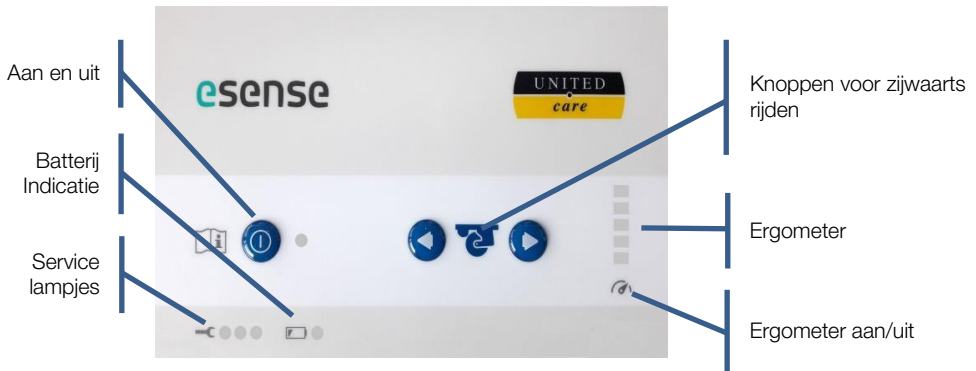 Aan en uit
Batterij
Indicatie
Service
lampjes
esense
UNITED
care
Knoppen voor zijwaarts
rijden
Ergometer
Ergometer aan/uit